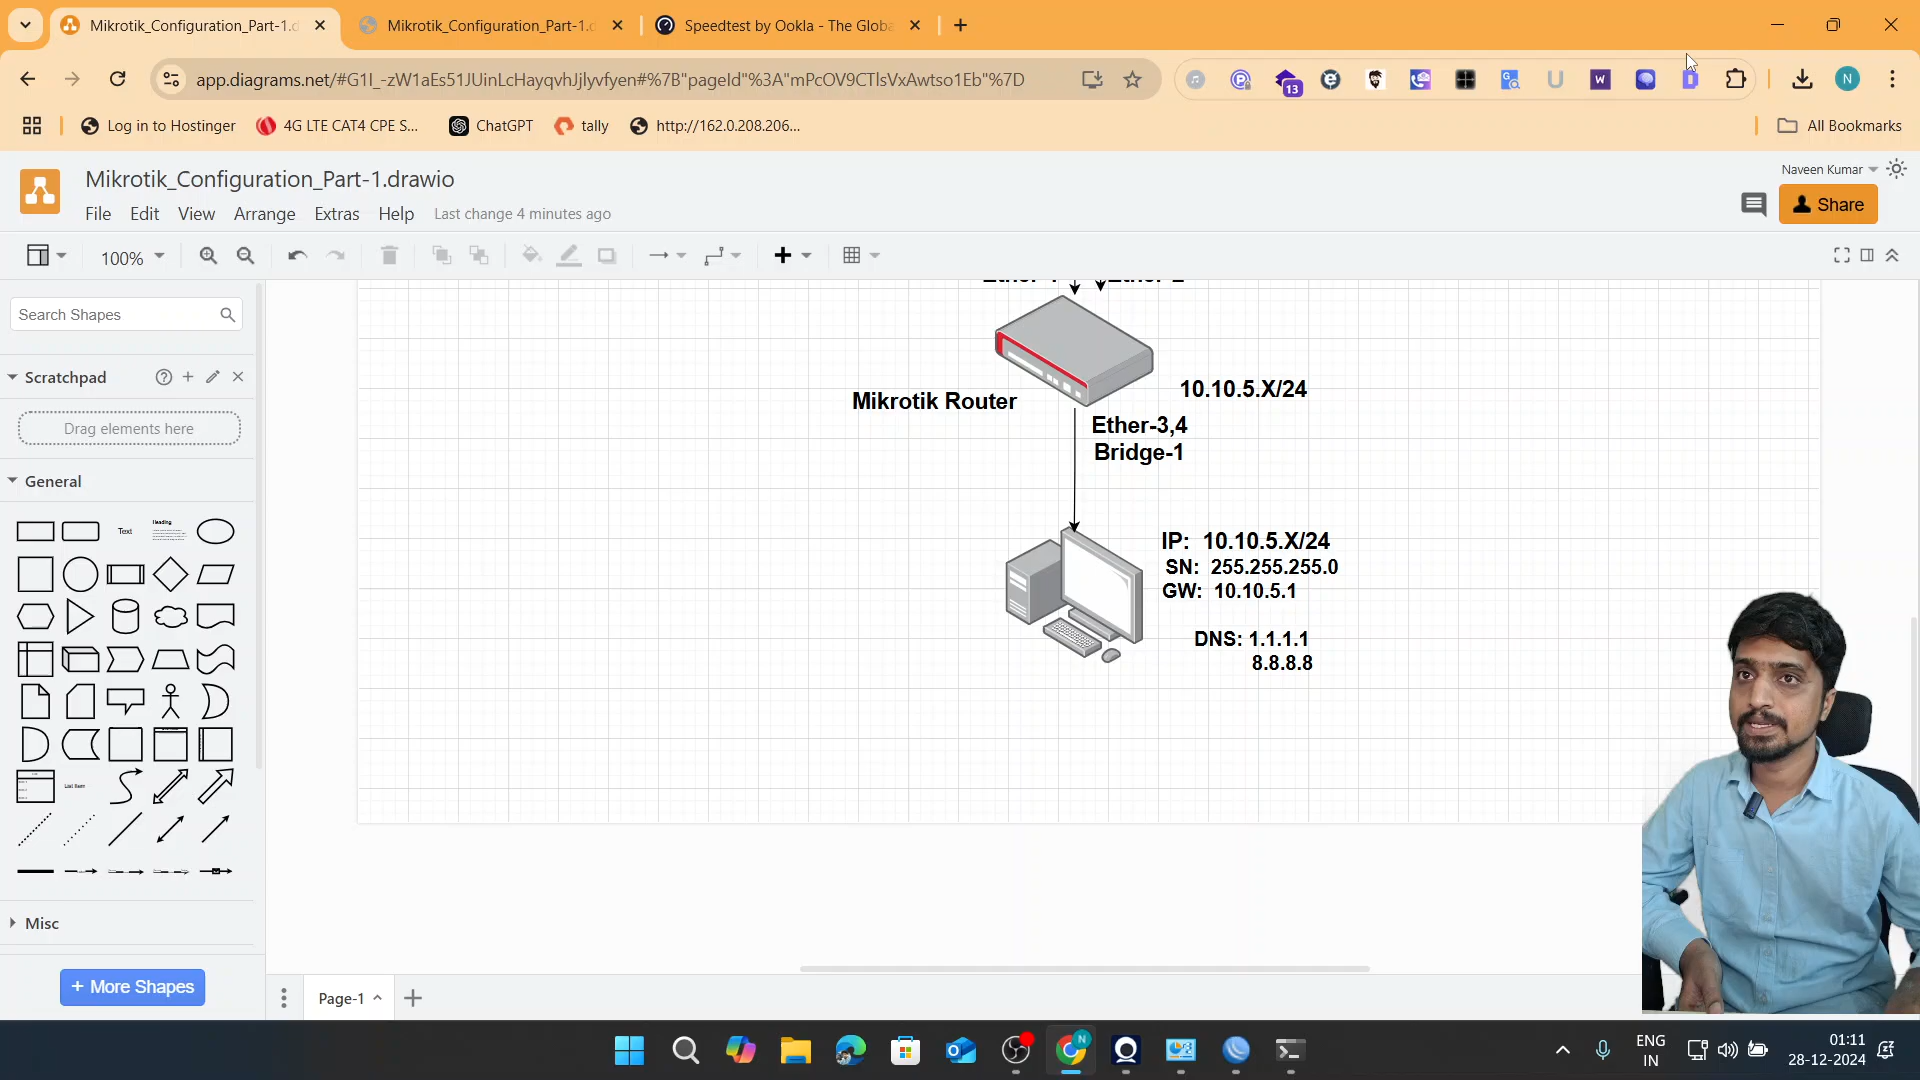 Mikrotik_Configuration_Part-1.d
Mikrotik_Configuration_Part-1.d
Speedtest by Ookla - The Globa
app.diagrams.net/#G1I_-zW1aEs51JUinLcHayqvhJjlyvfyen#%7B"pageId"%3A"mPcOV9CTlsVxAwtso1Eb"%7D
13
N
Log in to Hostinger
4G LTE CAT4 CPE S...
ChatGPT
tally
http://162.0.208.206...
All Bookmarks
Mikrotik_Configuration_Part-1.drawio
Naveen Kumar
File Edit View Arrange Extras Help Last change 4 minutes ago
Share
100%
Search Shapes
Scratchpad
Drag elements here
General
Text
Heading
List Item
Misc
+ More Shapes
Mikrotik Router
10.10.5.X/24
Ether-3,4
Bridge-1
IP: 10.10.5.X/24
SN: 255.255.255.0
GW: 10.10.5.1
DNS: 1.1.1.1
8.8.8.8
Page-1
ENG
IN
01:11
28-12-2024